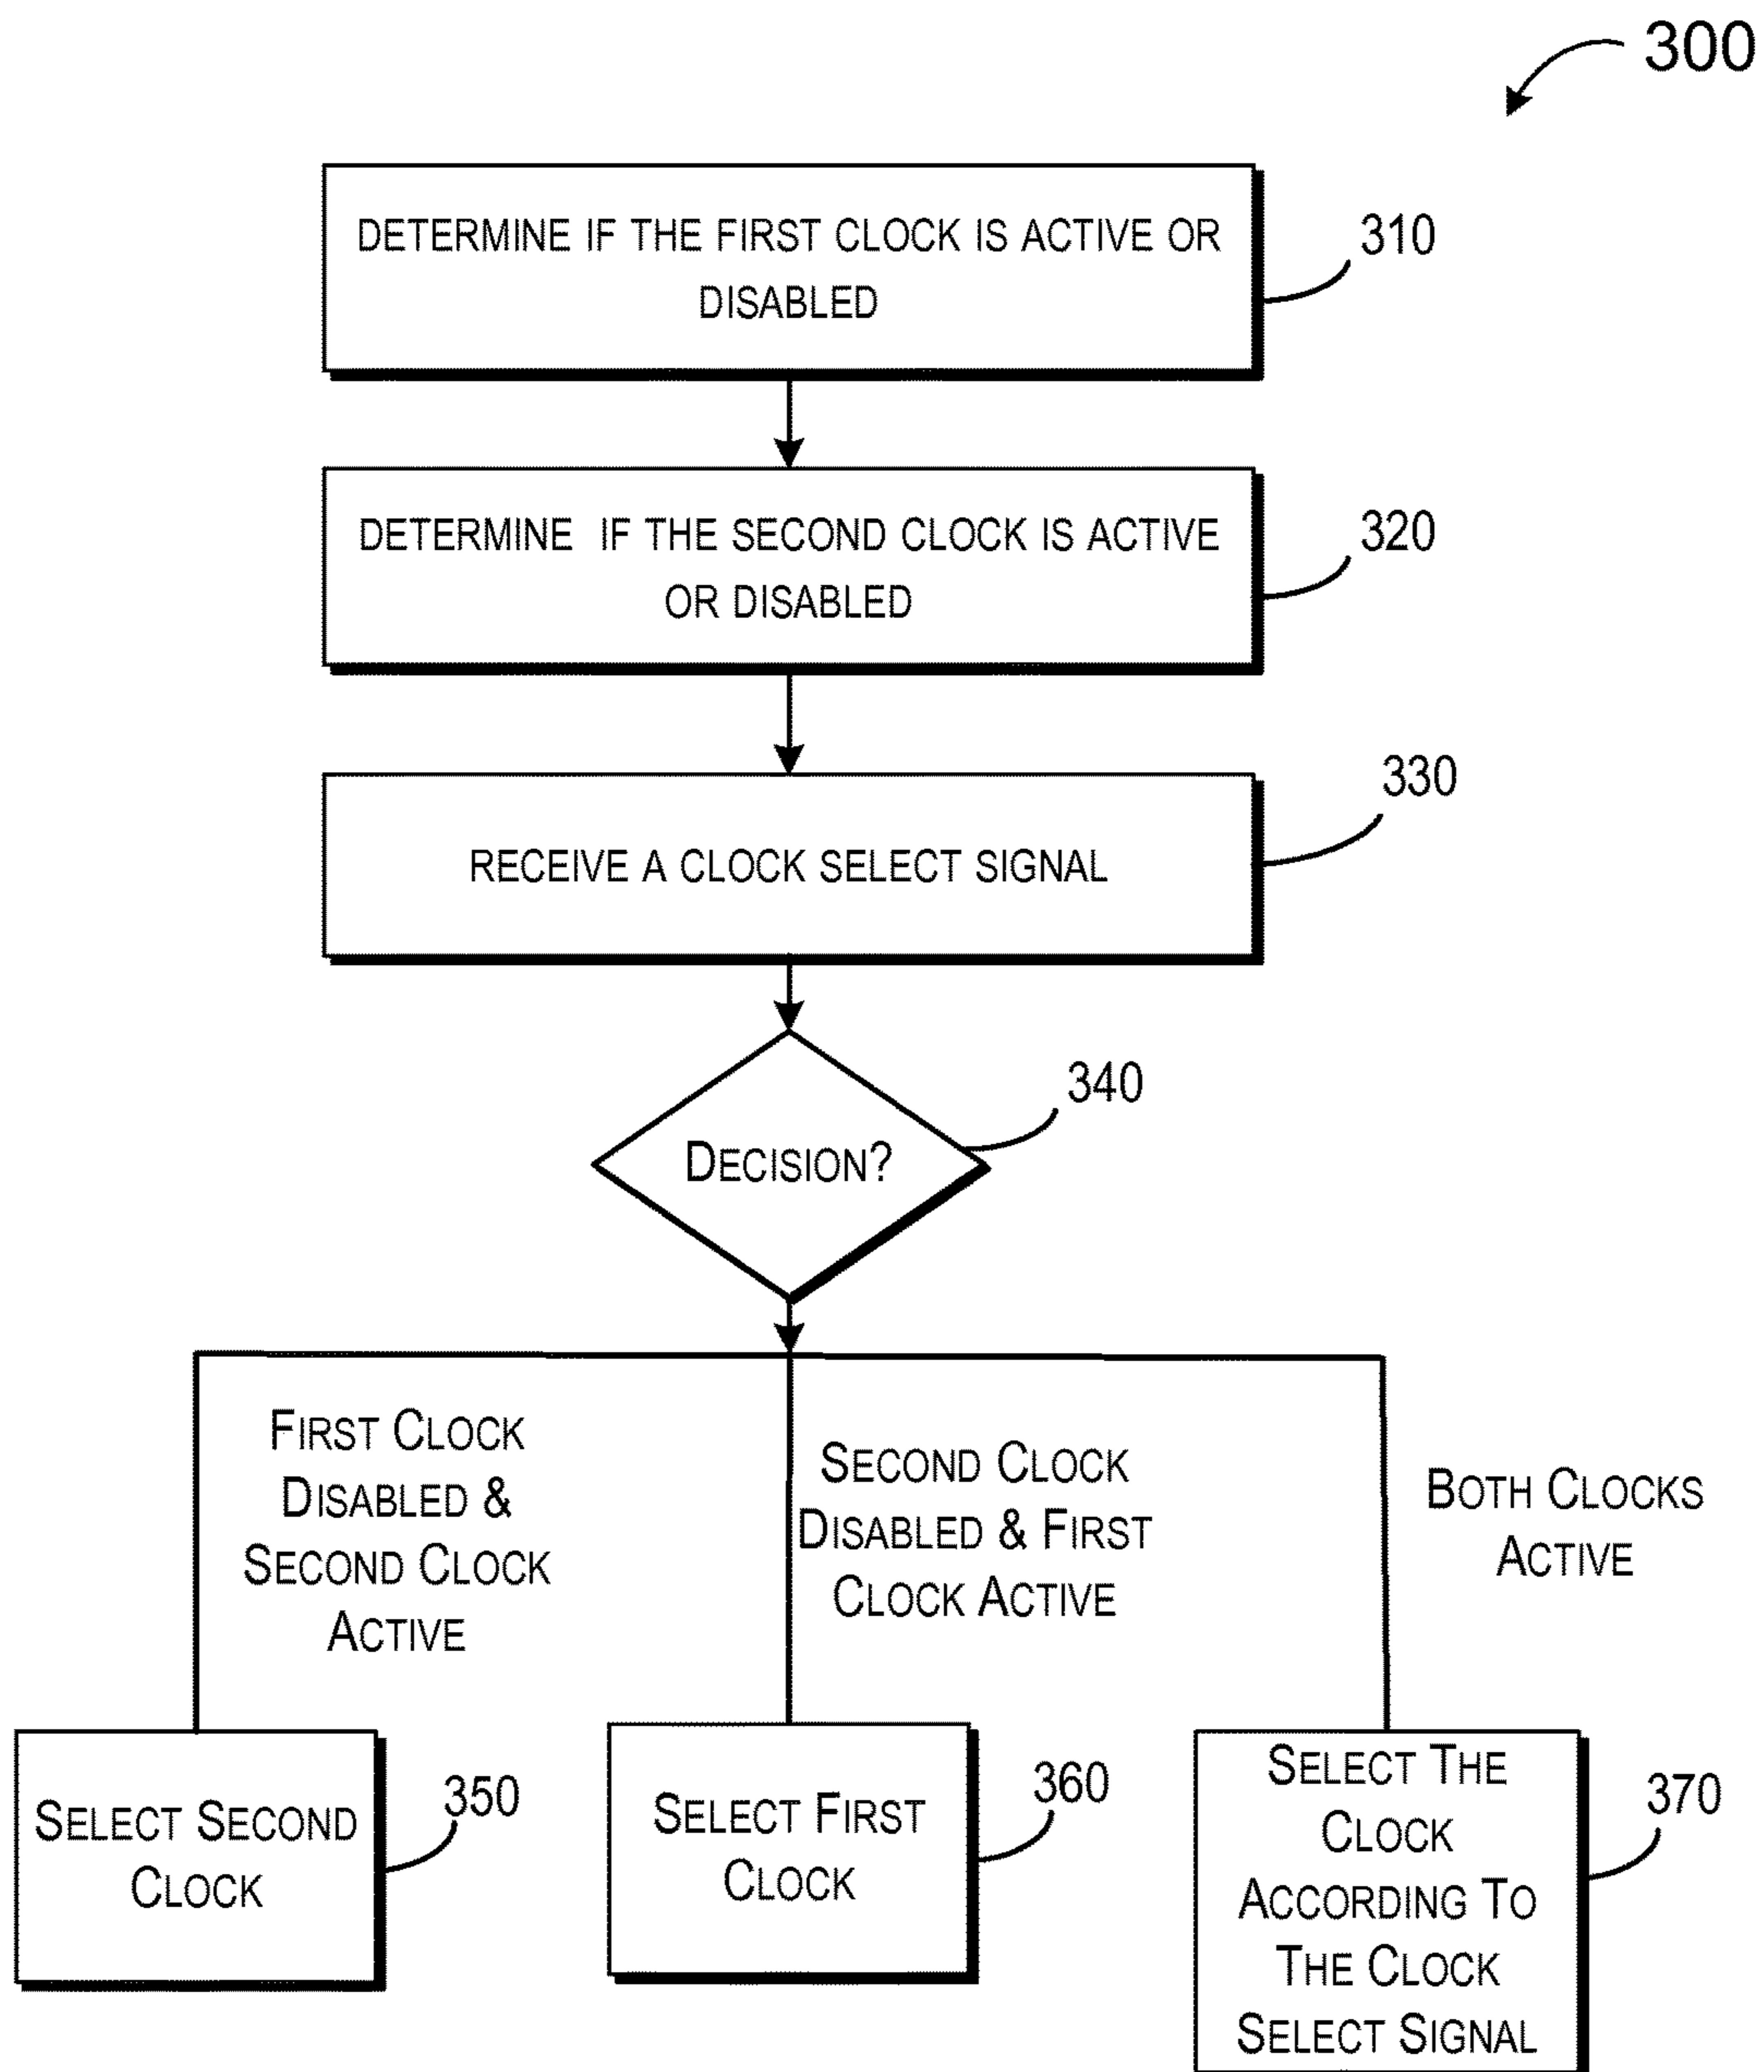 300
DETERMINE IF THE FIRST CLOCK IS ACTIVE OR
DISABLED
310
DETERMINE IF THE SECOND CLOCK IS ACTIVE
OR DISABLED
320
RECEIVE A CLOCK SELECT SIGNAL
330
DECISION?
340
FIRST CLOCK
DISABLED &
SECOND CLOCK
ACTIVE
SECOND CLOCK
DISABLED & FIRST
CLOCK ACTIVE
BOTH CLOCKS
ACTIVE
SELECT SECOND
CLOCK
350
SELECT FIRST
CLOCK
360
SELECT THE
CLOCK
ACCORDING TO
THE CLOCK
SELECT SIGNAL
370